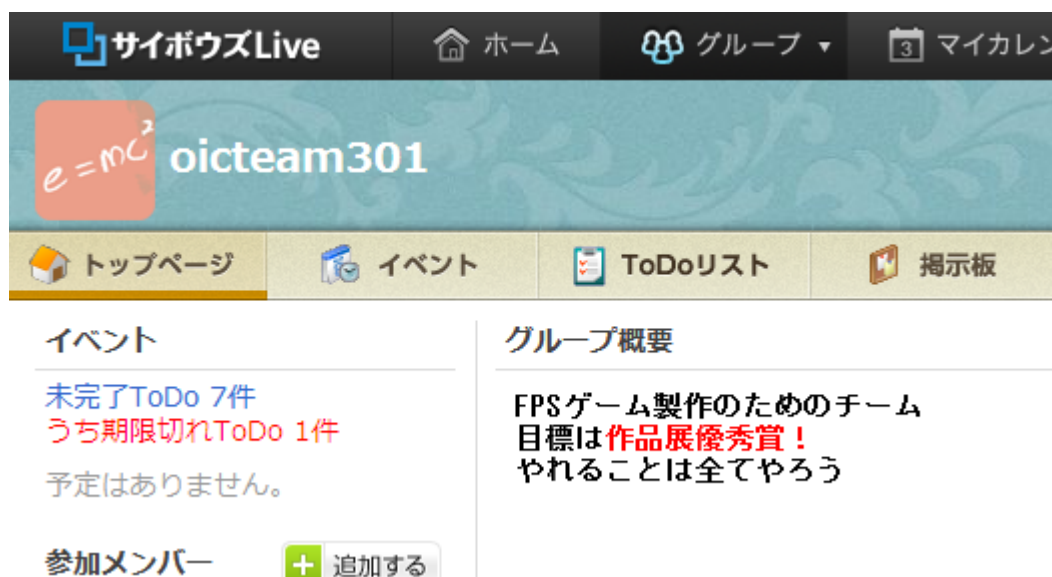 サイボウズLive ホーム グループ ▼ 3 マイカレン
e=mc²
oicteam301
トップページ イベント ToDoリスト 掲示板
イベント
未完了ToDo 7件
うち期限切れToDo 1件
予定はありません。
参加メンバー + 追加する
グループ概要
FPSゲーム製作のためのチーム
目標は作品展優秀賞！
やれることは全てやろう